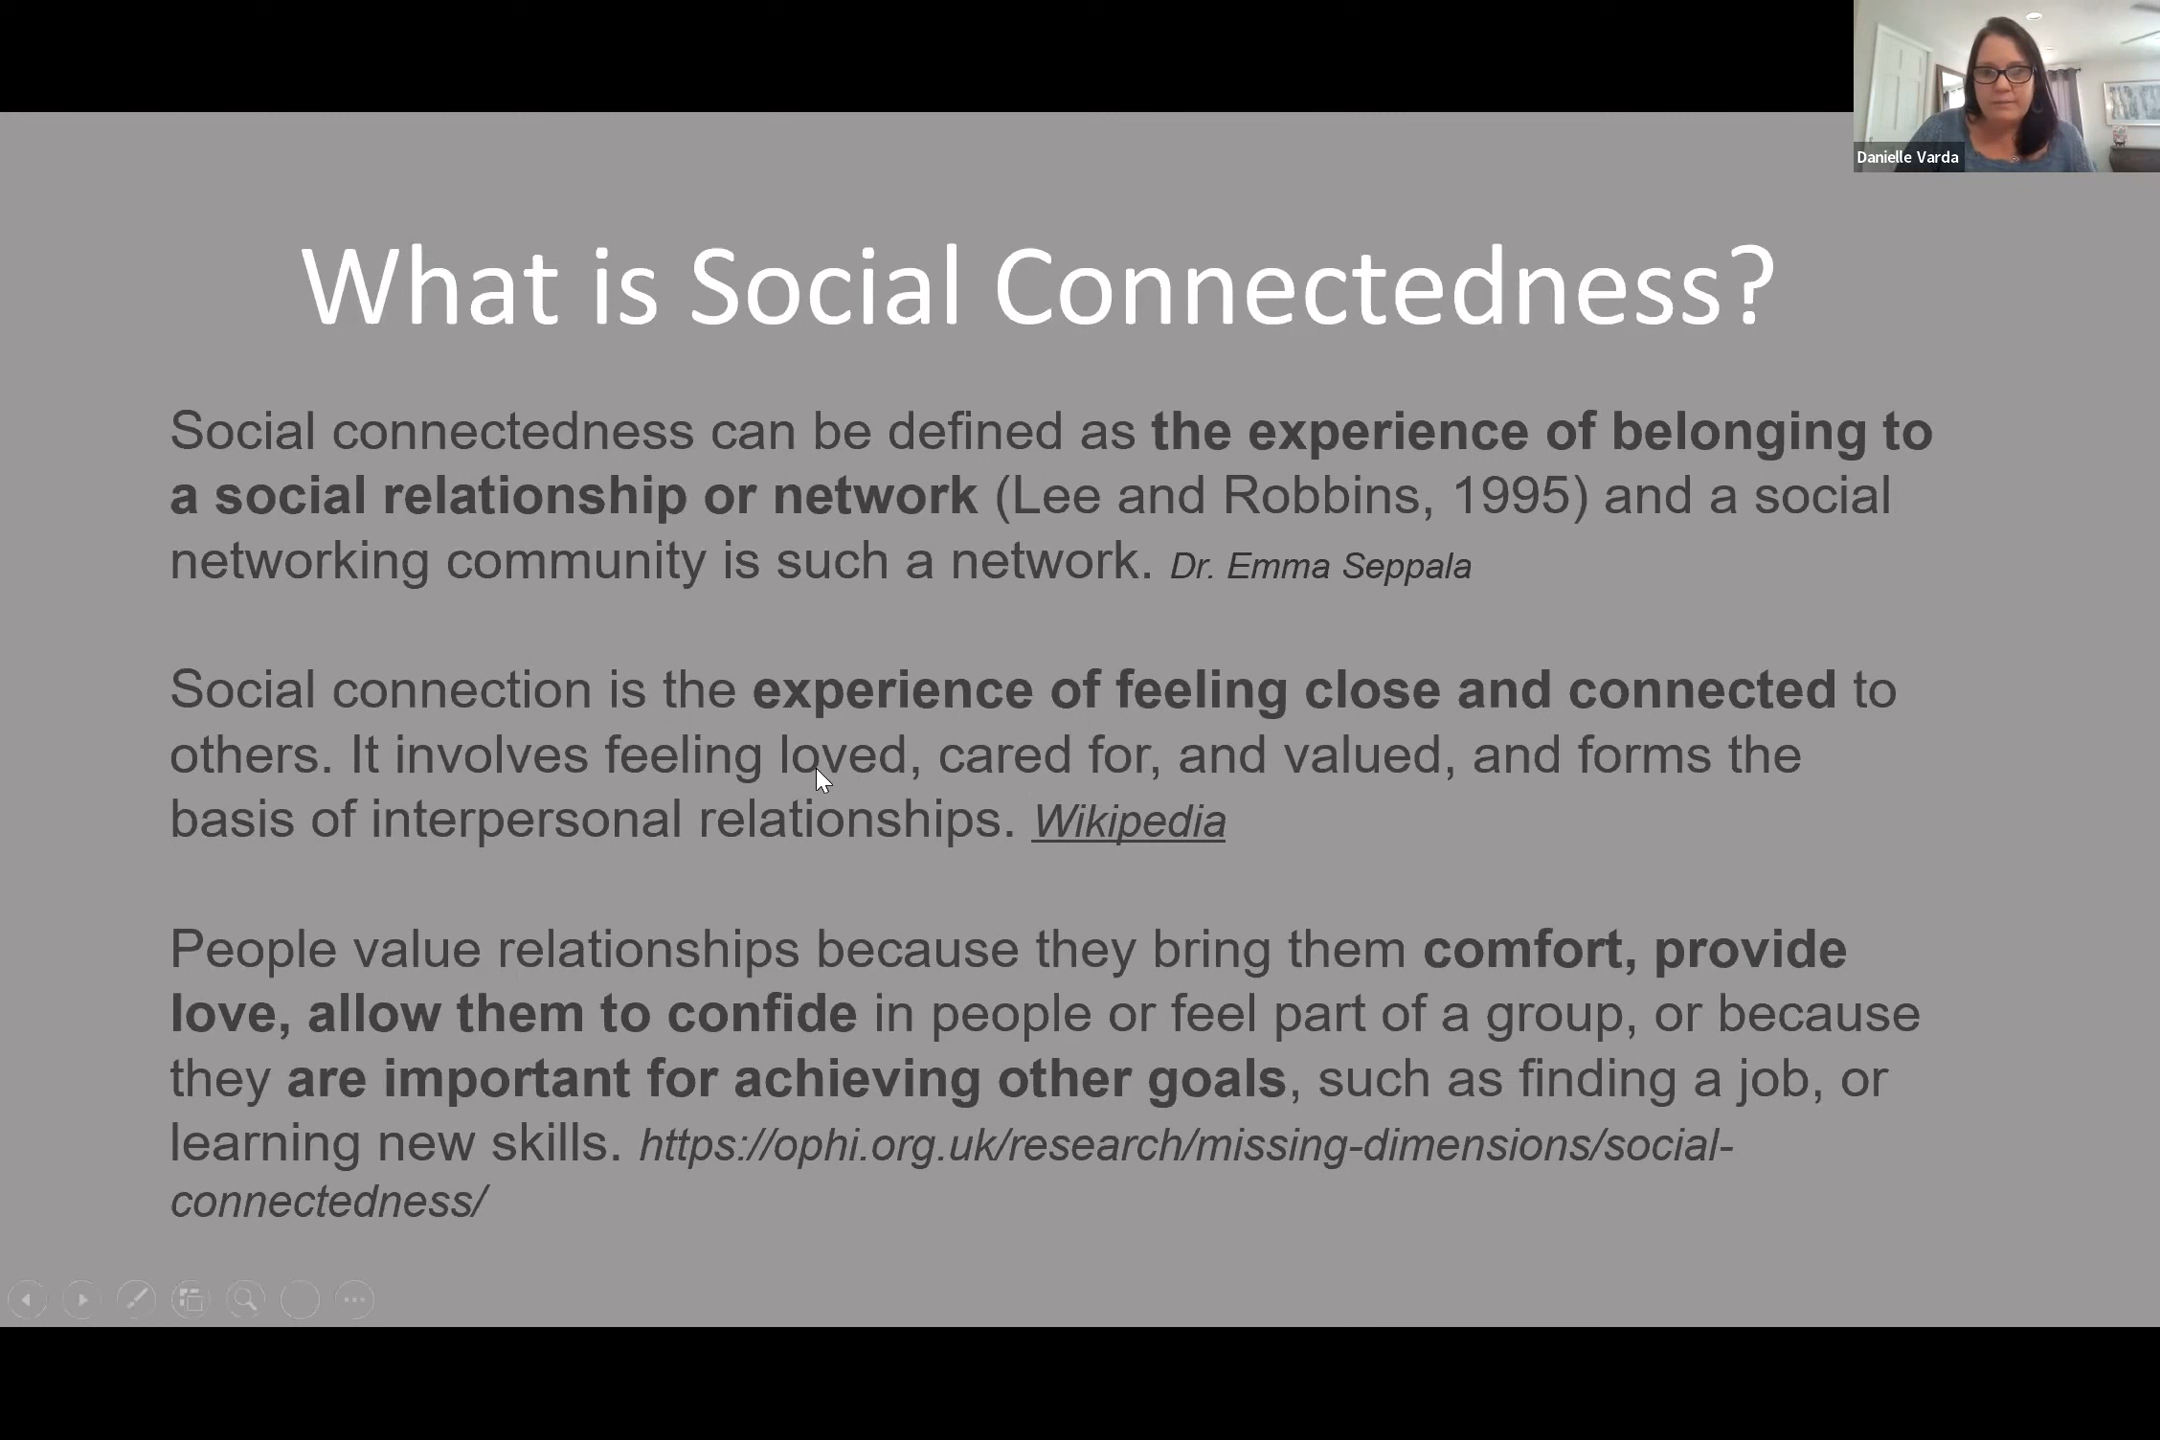 Danielle Varda
What is Social Connectedness?
Social connectedness can be defined as the experience of belonging to
a social relationship or network (Lee and Robbins, 1995) and a social
networking community is such a network. Dr. Emma Seppala
Social connection is the experience of feeling close and connected to
others. It involves feeling loved, cared for, and valued, and forms the
basis of interpersonal relationships. Wikipedia
People value relationships because they bring them comfort, provide
love, allow them to confide in people or feel part of a group, or because
they are important for achieving other goals, such as finding a job, or
learning new skills. https://ophi.org.uk/research/missing-dimensions/social-
connectedness/